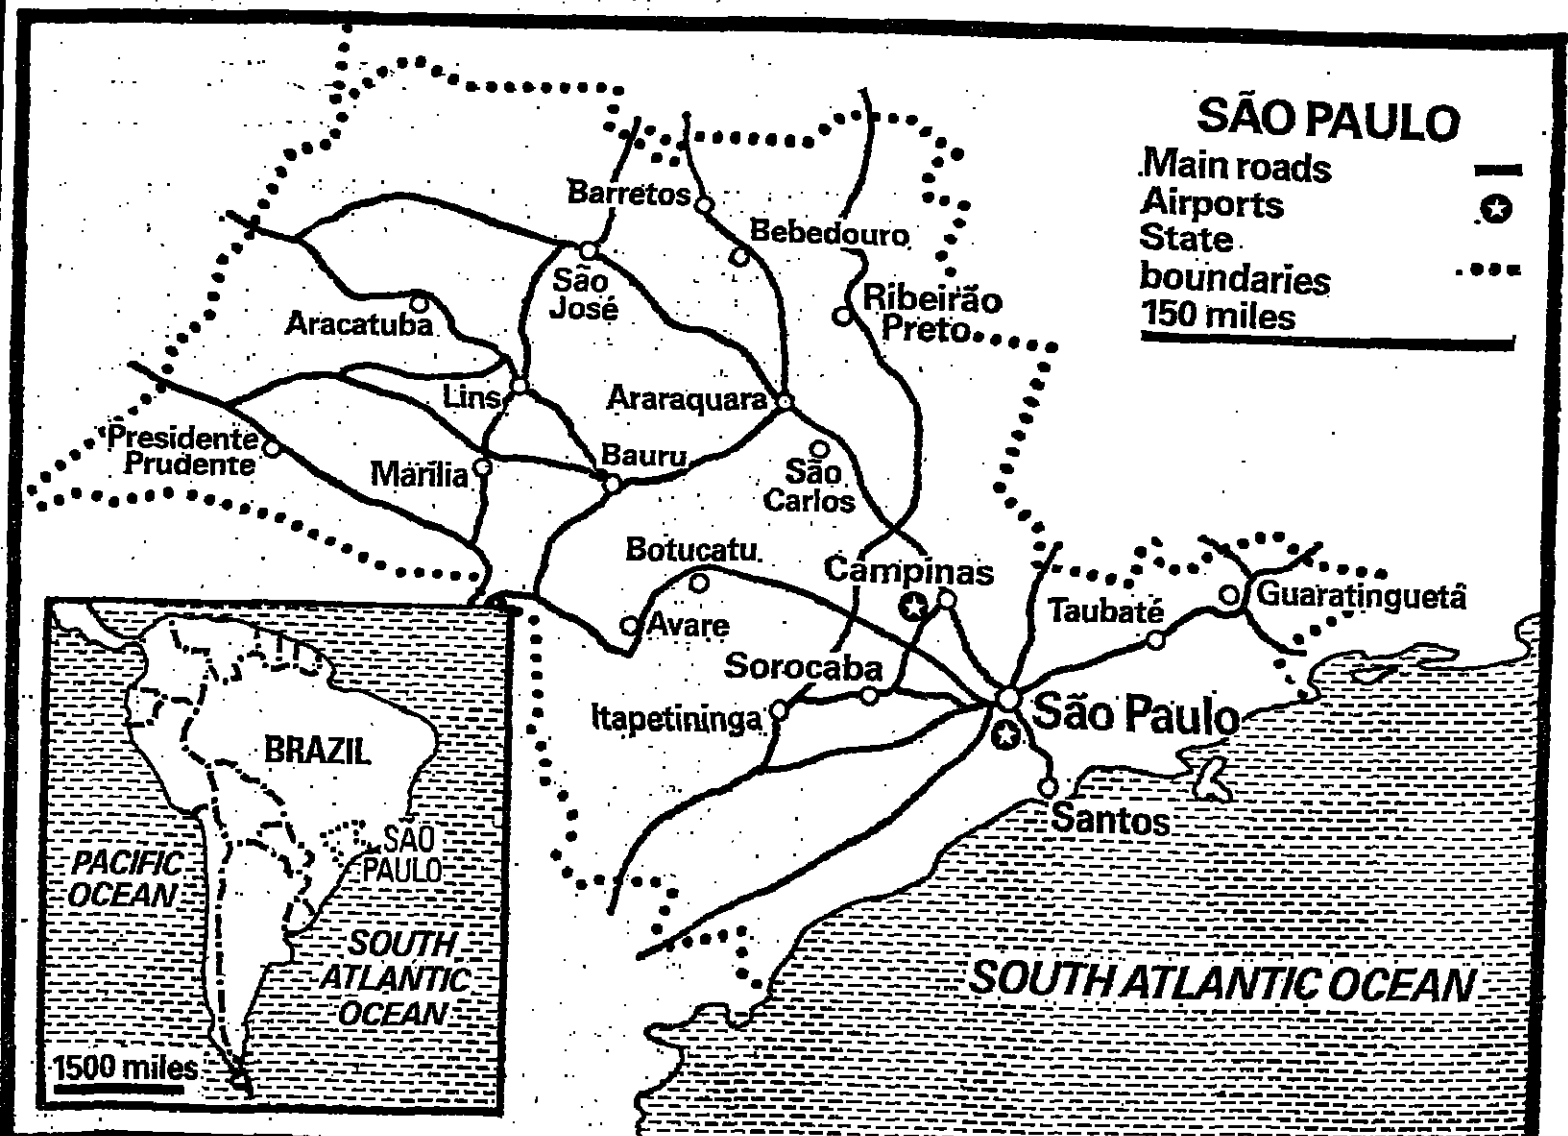 SÃO PAULO
Main roads
Airports
State
boundaries
150 miles
Barretos
Bebedouro
São
José
Ribeirão
Preto
Aracatuba
Lins
Araraquara
Presidente
Prudente
Marília
Bauru
São
Carlos
Botucatu
Campinas
Taubaté
Guaratinguetá
Avare
Sorocaba
Itapetininga
São Paulo
Santos
SOUTH ATLANTIC OCEAN
BRAZIL
SAO
PAULO
PACIFIC
OCEAN
SOUTH
ATLANTIC
OCEAN
1500 miles